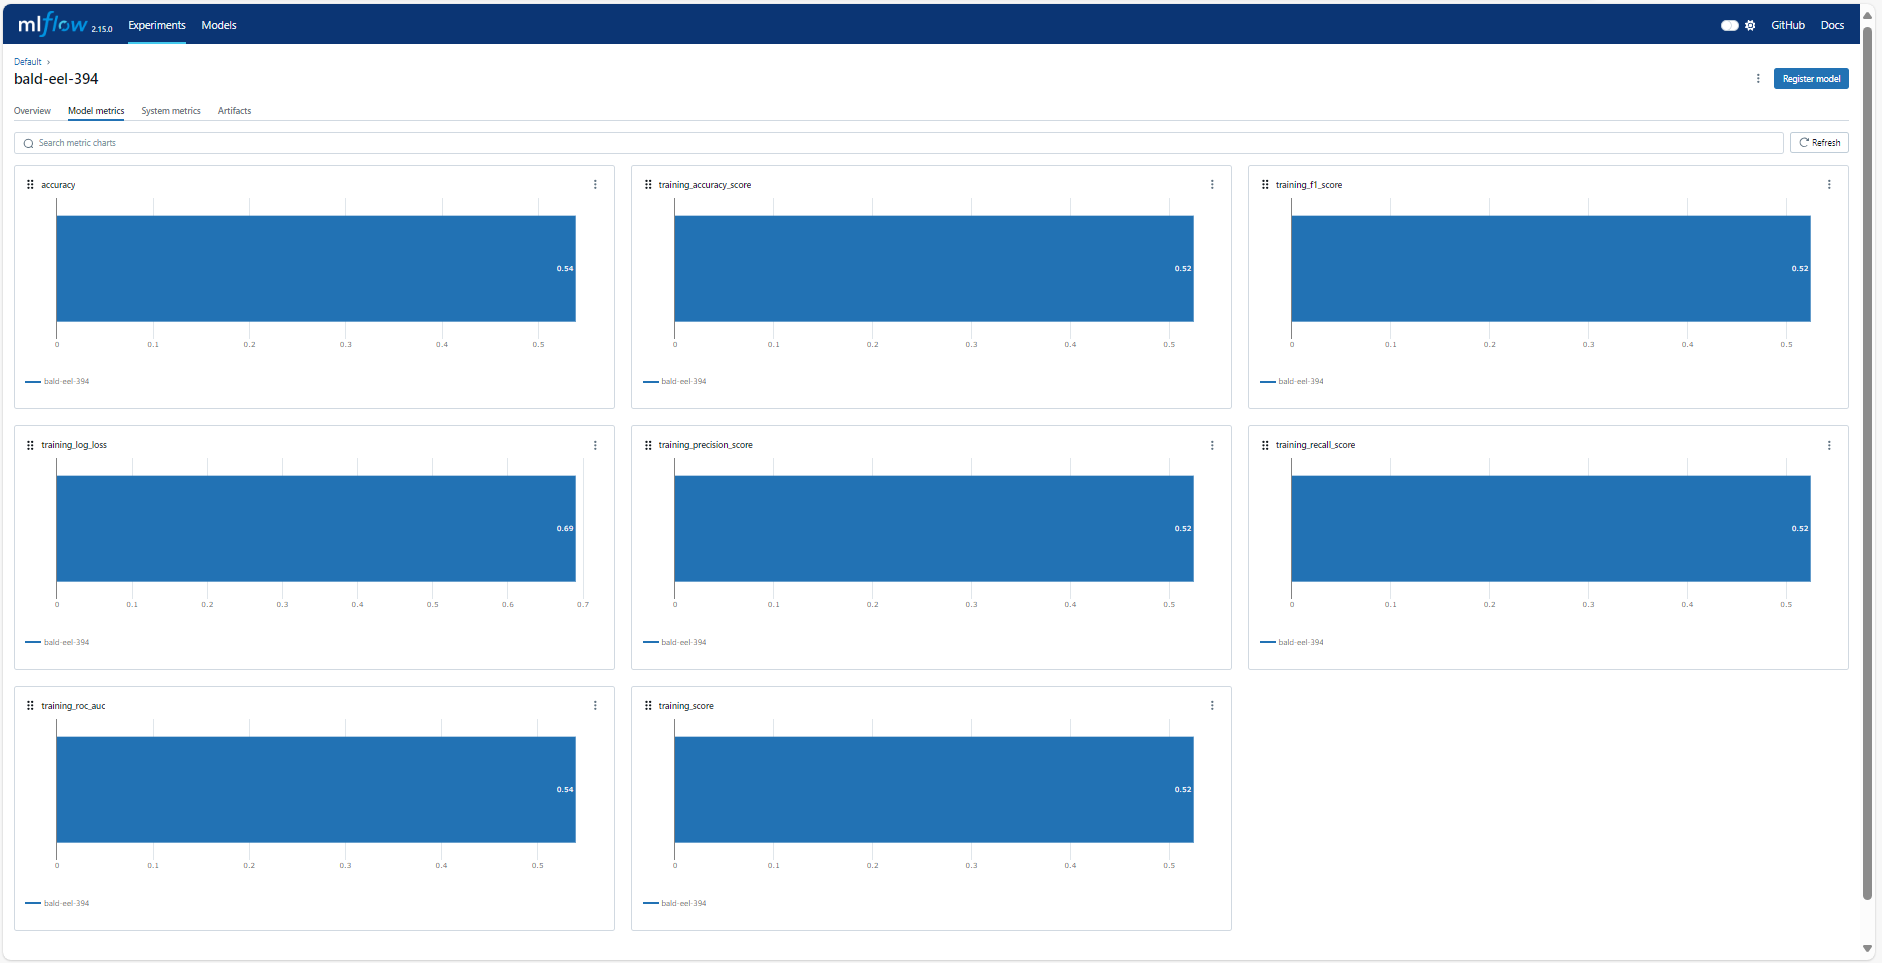 mlflow 2.15.0 Experiments Models GitHub Docs
Default ›
bald-eel-394
Register model
Overview Model metrics System metrics Artifacts
Search metric charts
Refresh
accuracy
0.54
0 0.1 0.2 0.3 0.4 0.5
bald-eel-394
training_accuracy_score
0.52
0 0.1 0.2 0.3 0.4 0.5
bald-eel-394
training_f1_score
0.52
0 0.1 0.2 0.3 0.4 0.5
bald-eel-394
training_log_loss
0.69
0 0.1 0.2 0.3 0.4 0.5 0.6 0.7
bald-eel-394
training_precision_score
0.52
0 0.1 0.2 0.3 0.4 0.5
bald-eel-394
training_recall_score
0.52
0 0.1 0.2 0.3 0.4 0.5
bald-eel-394
training_roc_auc
0.54
0 0.1 0.2 0.3 0.4 0.5
bald-eel-394
training_score
0.52
0 0.1 0.2 0.3 0.4 0.5
bald-eel-394